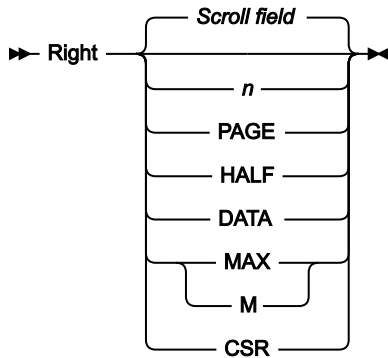 Scroll field
Right
n
PAGE
HALF
DATA
MAX
M
CSR